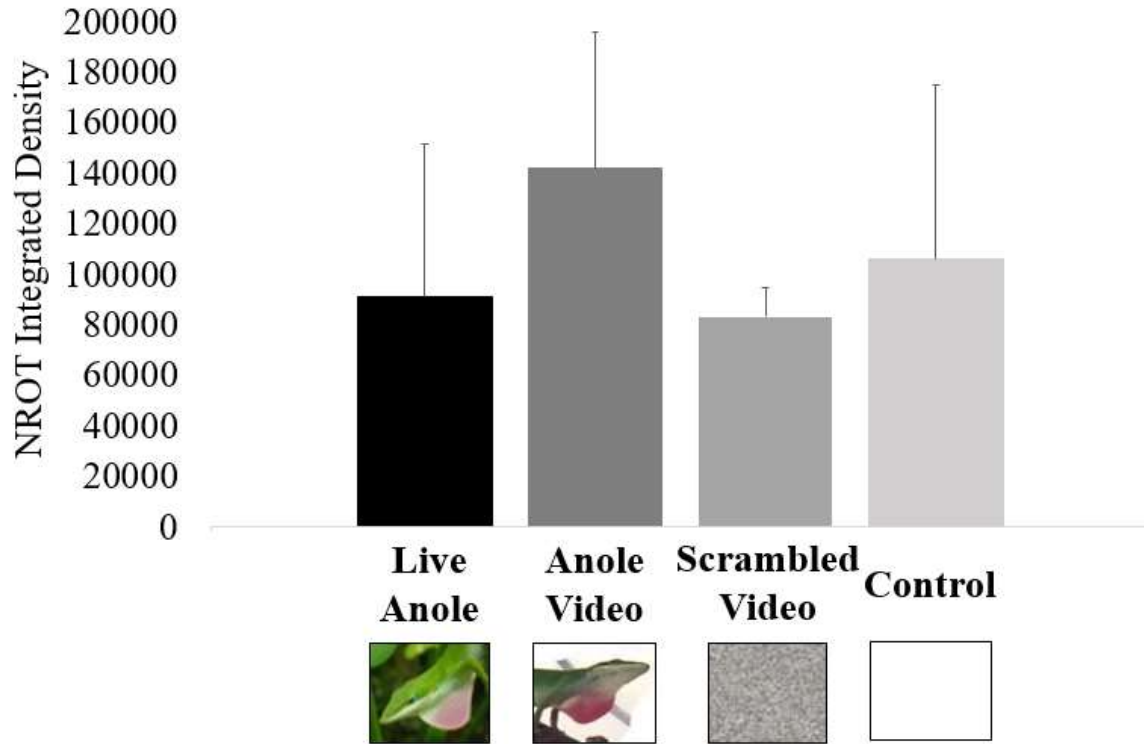 200000
180000
160000
140000
120000
100000
80000
60000
40000
20000
0
NROT Integrated Density
Live
Anole
Anole
Video
Scrambled
Video
Control